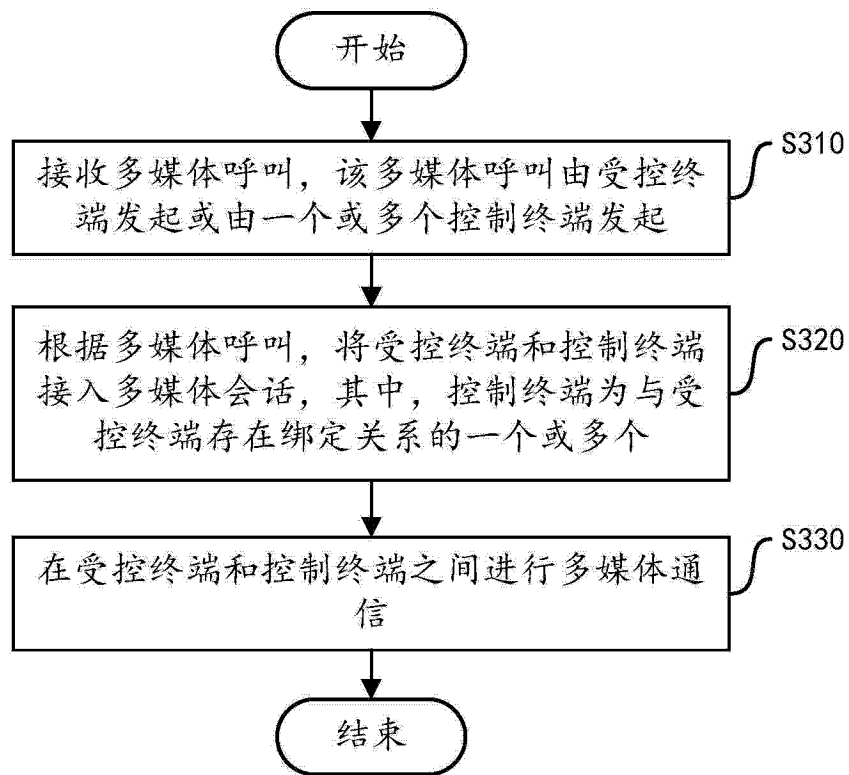 开始
S310
接收多媒体呼叫，该多媒体呼叫由受控终
端发起或由一个或多个控制终端发起
S320
根据多媒体呼叫，将受控终端和控制终端
接入多媒体会话，其中，控制终端为与受
控终端存在绑定关系的一个或多个
S330
在受控终端和控制终端之间进行多媒体通
信
结束